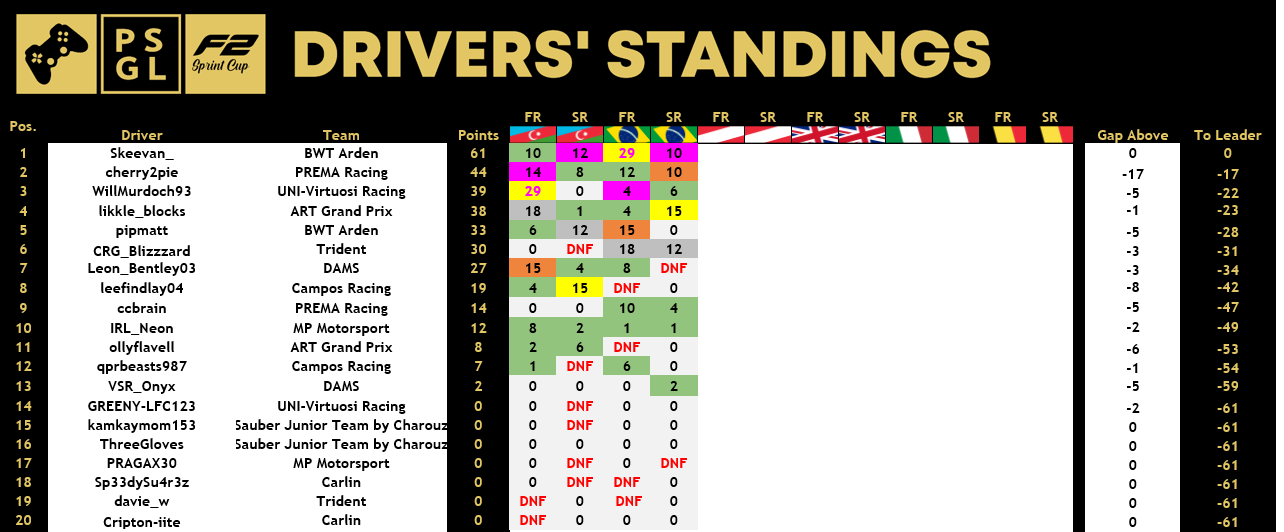 PS
GL
F2
Sprint Cup
DRIVERS' STANDINGS
FR SR FR SR FR SR FR SR FR SR FR SR
Pos. Driver Team Points Gap Above To Leader
1 Skeevan_ BWT Arden 61 10 12 29 10 0 0
2 cherry2pie PREMA Racing 44 14 8 12 10 -17 -17
3 WillMurdoch93 UNI-Virtuosi Racing 39 29 0 4 6 -5 -22
4 likkle_blocks ART Grand Prix 38 18 1 4 15 -1 -23
5 pipmatt BWT Arden 33 6 12 15 0 -5 -28
6 CRG_Blizzzard Trident 30 0 DNF 18 12 -3 -31
7 Leon_Bentley03 DAMS 27 15 4 8 DNF -3 -34
8 leefindlay04 Campos Racing 19 4 15 DNF 0 -8 -42
9 ccbrain PREMA Racing 14 0 0 10 4 -5 -47
10 IRL_Neon MP Motorsport 12 8 2 1 1 -2 -49
11 ollyflavell ART Grand Prix 8 2 6 DNF 0 -6 -53
12 qprbeasts987 Campos Racing 7 1 DNF 6 0 -1 -54
13 VSR_Onyx DAMS 2 0 0 0 2 -5 -59
14 GREENY-LFC123 UNI-Virtuosi Racing 0 0 DNF 0 0 -2 -61
15 kamkaymom153 Sauber Junior Team by Charouz 0 0 DNF 0 0 0 -61
16 ThreeGloves Sauber Junior Team by Charouz 0 0 0 0 0 0 -61
17 PRAGAX30 MP Motorsport 0 0 DNF 0 DNF 0 -61
18 Sp33dySu4r3z Carlin 0 0 DNF DNF 0 0 -61
19 davie_w Trident 0 DNF 0 DNF 0 0 -61
20 Cripton-iite Carlin 0 DNF 0 0 0 0 -61